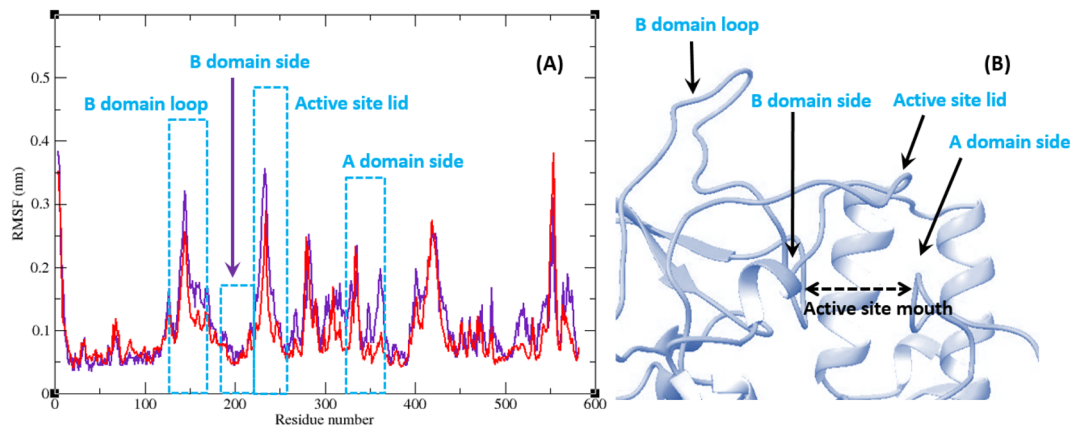 (A)
B domain side
B domain loop
Active site lid
A domain side
RMSF (nm)
0.5
0.4
0.3
0.2
0.1
0
0 100 200 300 400 500 600
Residue number
B domain loop
(B)
B domain side
Active site lid
A domain side
Active site mouth